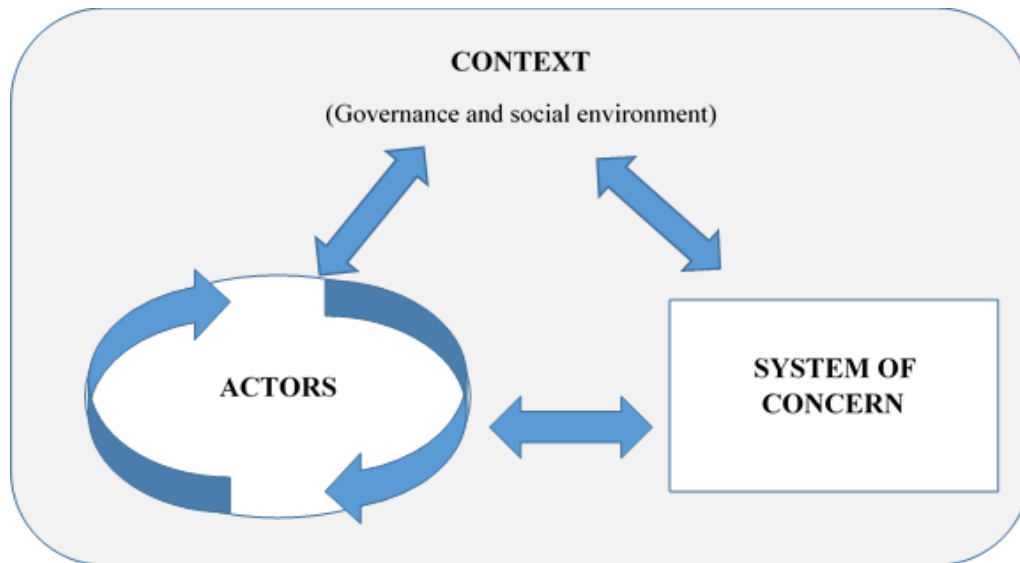 CONTEXT
(Governance and social environment)
ACTORS
SYSTEM OF
CONCERN